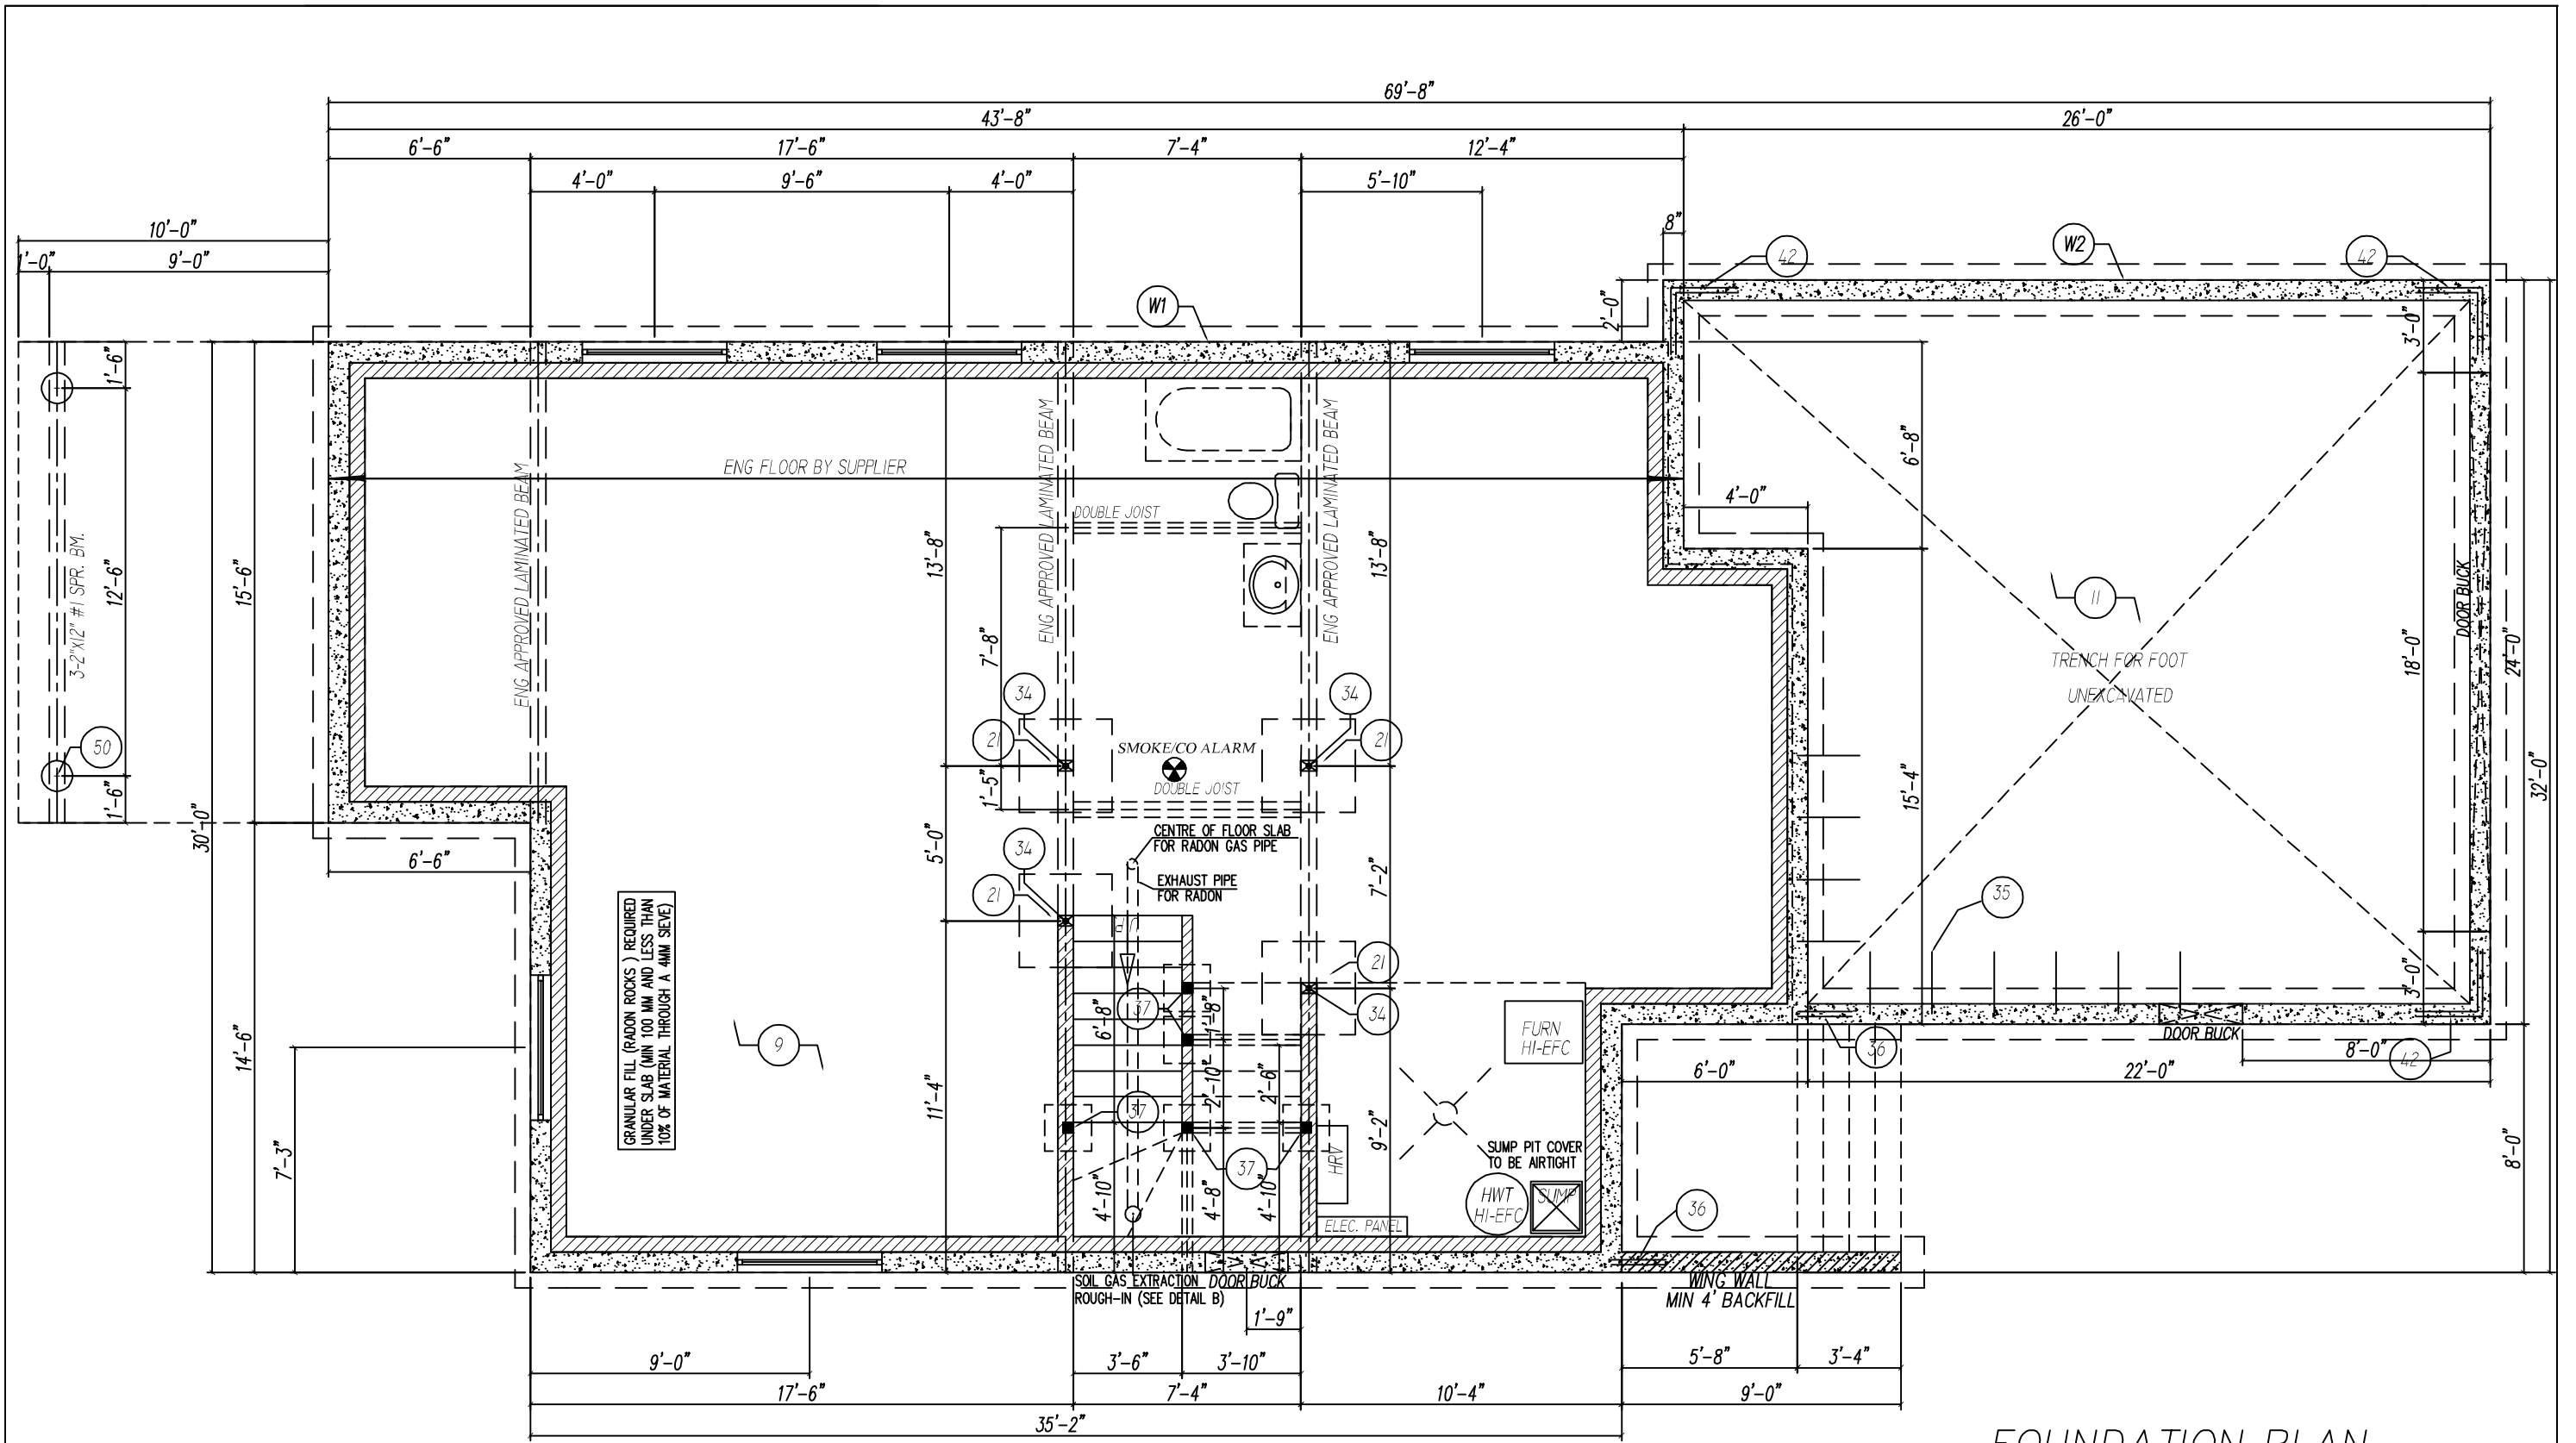 69'-8"
43'-8"
26'-0"
6'-6"
17'-6"
7'-4"
12'-4"
4'-0"
9'-6"
4'-0"
5'-10"
8"
10'-0"
1'-0"
9'-0"
W1
W2
42
42
2'-0"
3'-0"
1'-6"
12'-6"
1'-6"
3-2"x12" #1 SPR. BM.
50
30'-0"
15'-6"
14'-6"
7'-3"
6'-6"
ENG APPROVED LAMINATED BEAM
ENG FLOOR BY SUPPLIER
ENG APPROVED LAMINATED BEAM
ENG APPROVED LAMINATED BEAM
DOUBLE JOIST
13'-8"
13'-8"
7'-8"
1'-5"
5'-0"
11'-4"
34
21
34
21
SMOKE/CO ALARM
DOUBLE JOIST
CENTRE OF FLOOR SLAB
FOR RADON GAS PIPE
EXHAUST PIPE
FOR RADON
34
21
21
34
7'-2"
9'-2"
UP
37
37
37
6'-8"
1'-8"
2'-10"
2'-6"
4'-10"
4'-8"
4'-10"
9
GRANULAR FILL (RADON ROCKS ) REQUIRED
UNDER SLAB (MIN 100 MM AND LESS THAN
10% OF MATERIAL THROUGH A 4MM SIEVE)
FURN
HI-EFC
HRV
SUMP PIT COVER
TO BE AIRTIGHT
HWT
HI-EFC
SUMP
ELEC. PANEL
4'-0"
6'-8"
15'-4"
11
TRENCH FOR FOOT
UNEXCAVATED
35
18'-0"
DOOR BUCK
24'-0"
32'-0"
3'-0"
DOOR BUCK
36
8'-0"
42
6'-0"
22'-0"
8'-0"
36
SOIL GAS EXTRACTION
ROUGH-IN (SEE DETAIL B)
DOOR BUCK
WING WALL
MIN 4' BACKFILL
1'-9"
9'-0"
3'-6"
3'-10"
5'-8"
3'-4"
17'-6"
7'-4"
10'-4"
9'-0"
35'-2"
FOUNDATION PLAN